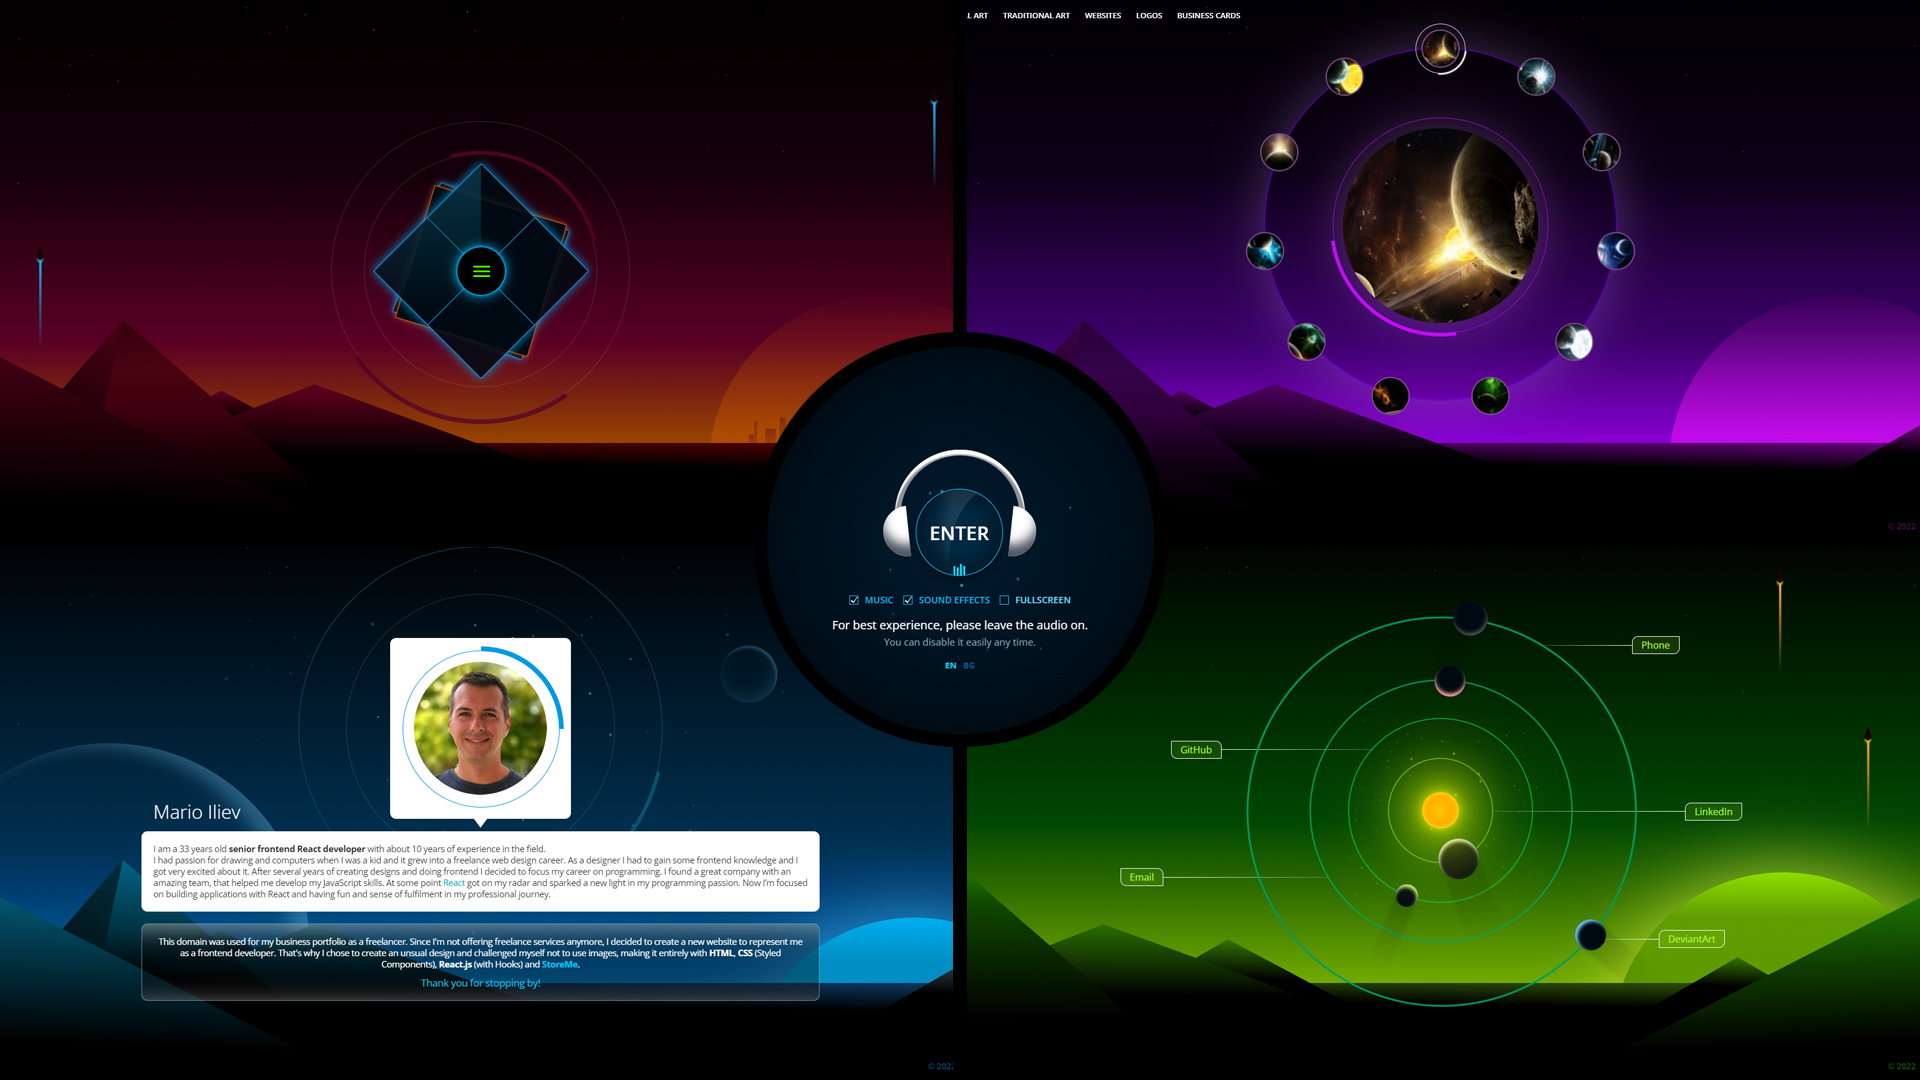 L ART TRADITIONAL ART WEBSITES LOGOS BUSINESS CARDS
© 2022
ENTER
MUSIC SOUND EFFECTS FULLSCREEN
For best experience, please leave the audio on.
You can disable it easily any time.
EN BG
Mario Iliev
I am a 33 years old senior frontend React developer with about 10 years of experience in the field.
I had passion for drawing and computers when I was a kid and it grew into a freelance web design career. As a designer I had to gain some frontend knowledge and I
got very excited about it. After several years of creating designs and doing frontend I decided to focus my career on programming. I found a great company with an
amazing team, that helped me develop my JavaScript skills. At some point React got on my radar and sparked a new light in my programming passion. Now I'm focused
on building applications with React and having fun and sense of fulfilment in my professional journey.
This domain was used for my business portfolio as a freelancer. Since I'm not offering freelance services anymore, I decided to create a new website to represent me
as a frontend developer. That's why I chose to create an unsual design and challenged myself not to use images, making it entirely with HTML, CSS (Styled
Components), React.js (with Hooks) and StoreMe.
Thank you for stopping by!
© 2022
Phone
GitHub
LinkedIn
Email
DeviantArt
© 2022